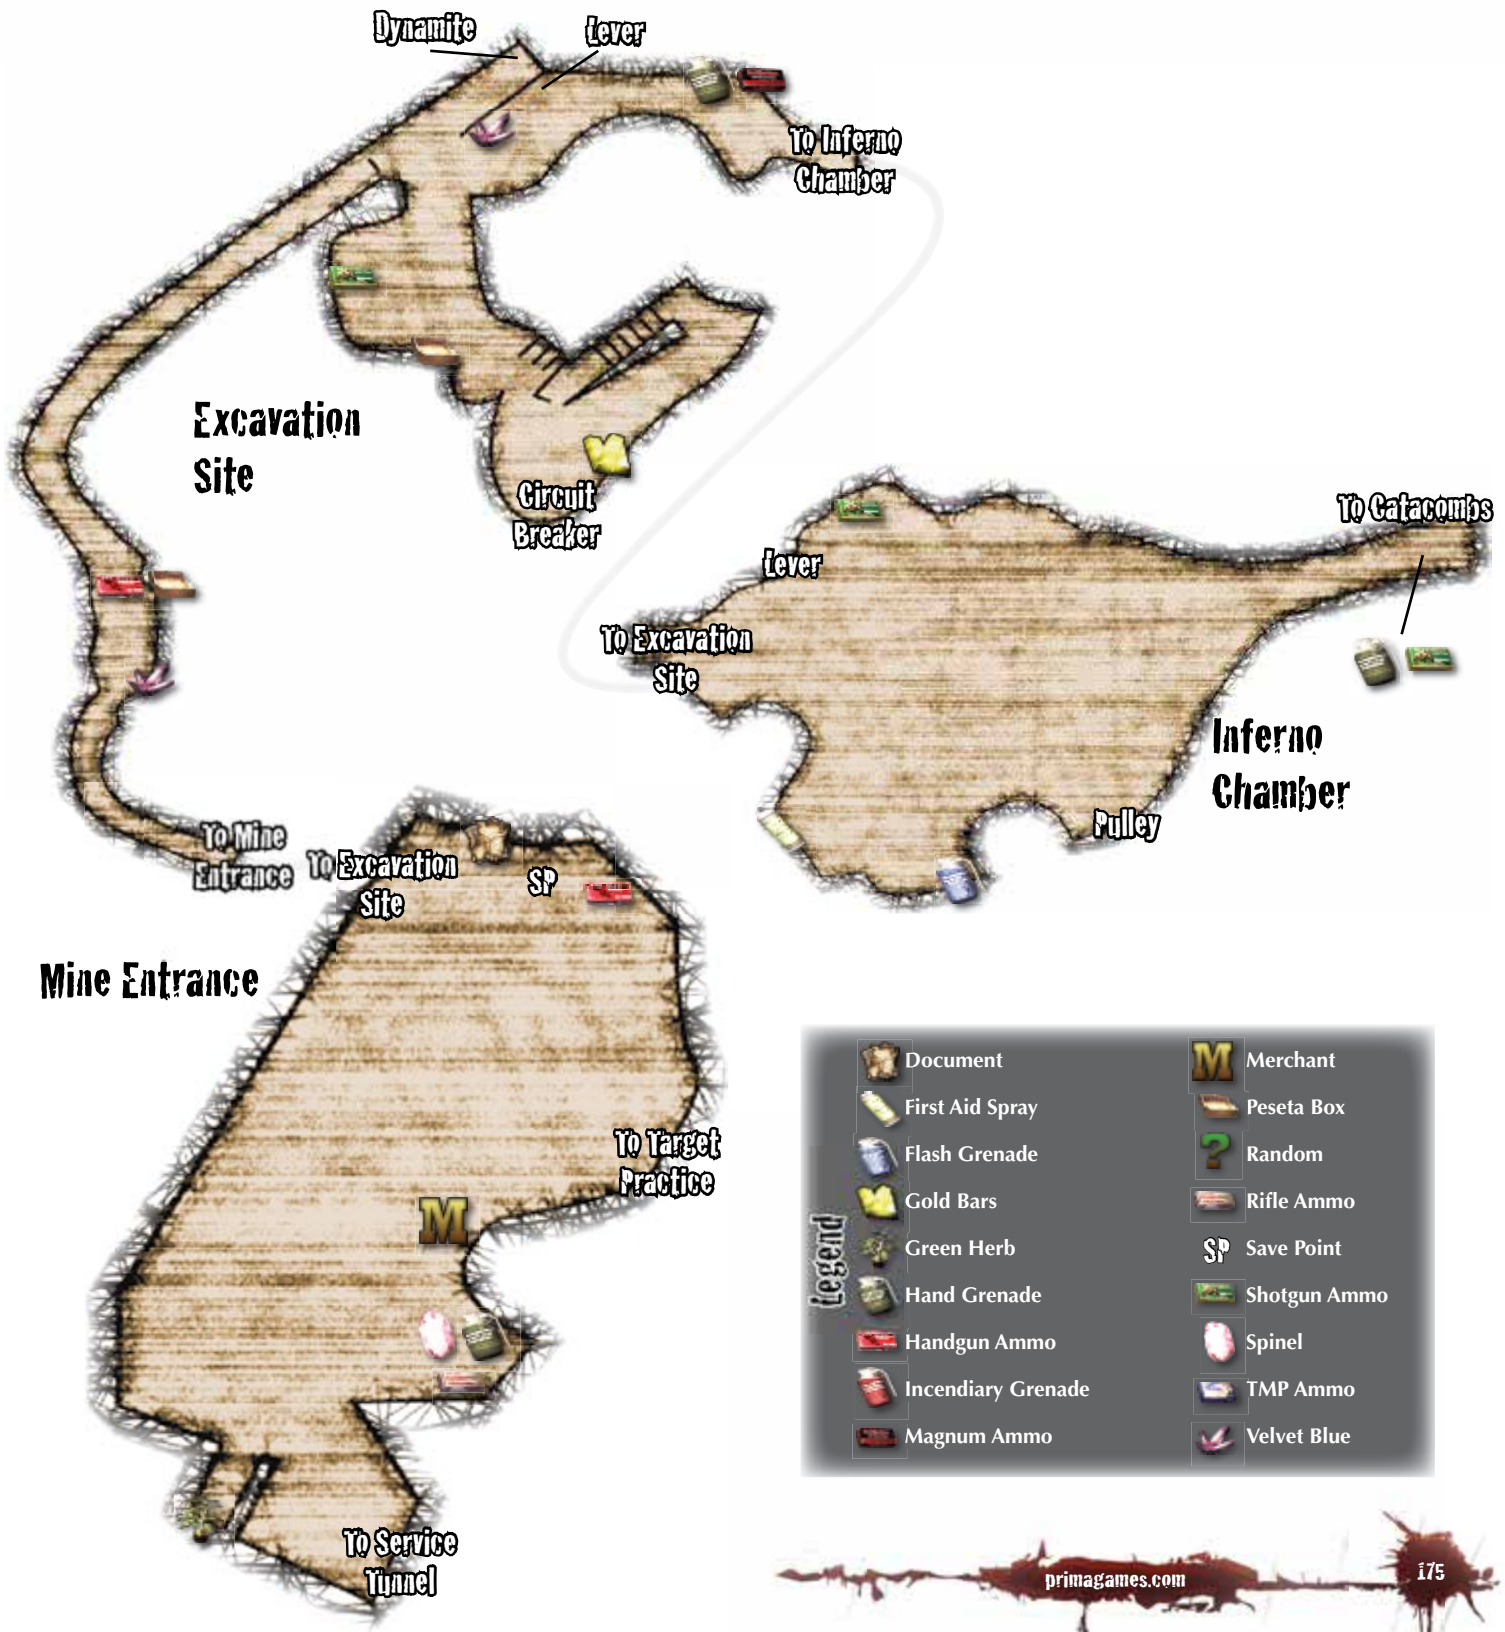 Dynamite
Lever
To Inferno
Chamber
Excavation
Site
Circuit
Breaker
To Catacombs
Lever
To Excavation
Site
Inferno
Chamber
Pulley
To Mine
Entrance
To Excavation
Site
SP
Mine Entrance
To Target
Practice
M
To Service
Tunnel
Legend
Document
First Aid Spray
Flash Grenade
Gold Bars
Green Herb
Hand Grenade
Handgun Ammo
Incendiary Grenade
Magnum Ammo
M Merchant
Peseta Box
? Random
Rifle Ammo
SP Save Point
Shotgun Ammo
Spinel
TMP Ammo
Velvet Blue
primagames.com
175